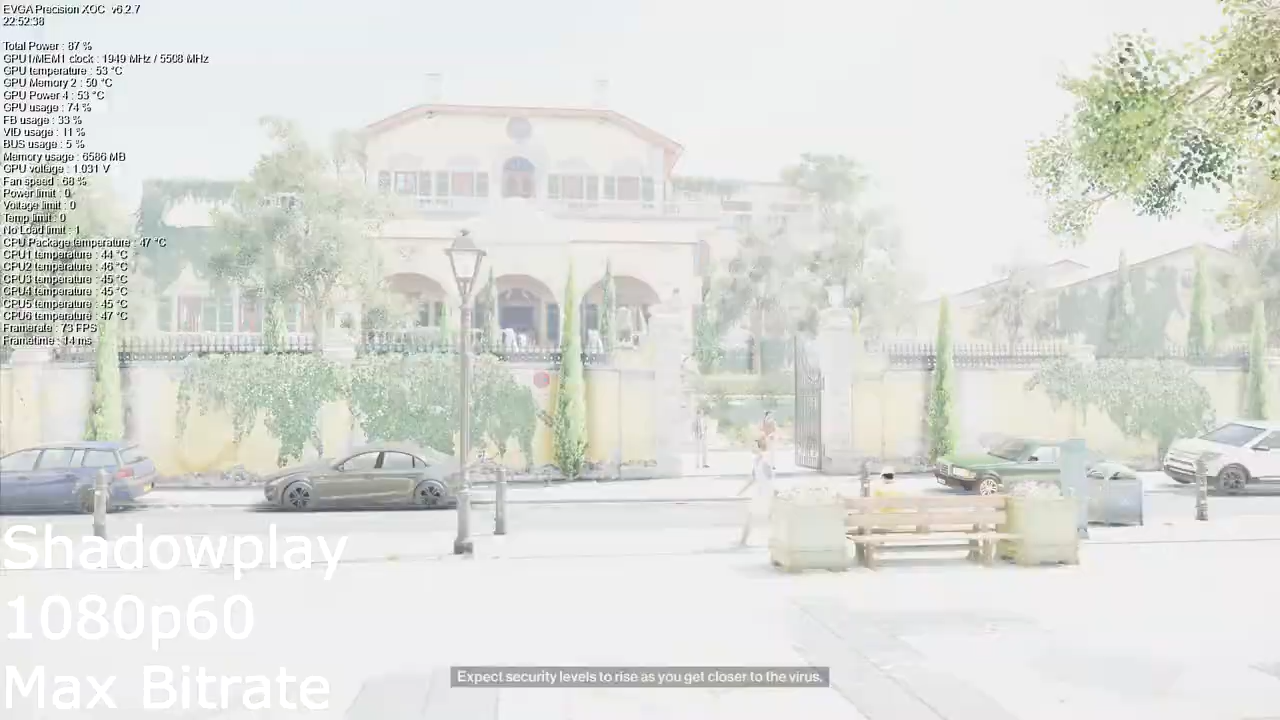 EVGA Precision XOC v6.2.7
22:52:38
Total Power : 87 %
GPU1/MEM1 clock : 1949 MHz / 5508 MHz
GPU temperature : 53 °C
GPU Memory 2 : 50 °C
GPU Power 4 : 53 °C
GPU usage : 74 %
FB usage : 33 %
VID usage : 11 %
BUS usage : 5 %
Memory usage : 6586 MB
GPU voltage : 1.031 V
Fan speed : 68 %
Power limit : 0
Voltage limit : 0
Temp limit : 0
No Load limit : 1
CPU Package temperature : 47 °C
CPU1 temperature : 44 °C
CPU2 temperature : 46 °C
CPU3 temperature : 45 °C
CPU4 temperature : 45 °C
CPU5 temperature : 45 °C
CPU6 temperature : 47 °C
Framerate : 73 FPS
Frametime : 14 ms
Shadowplay
1080p60
Max Bitrate
Expect security levels to rise as you get closer to the virus.